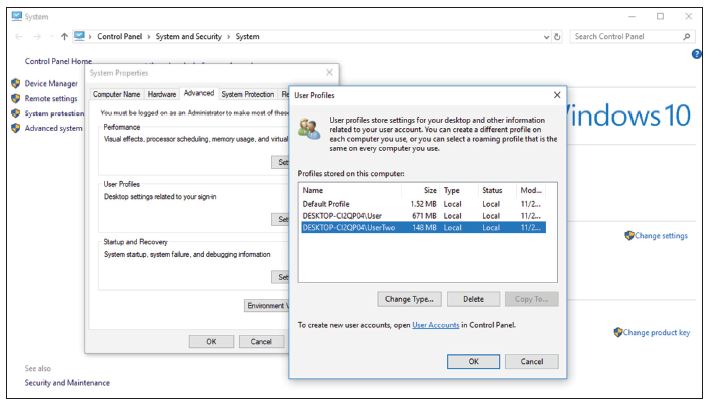 System
Control Panel > System and Security > System
Search Control Panel
Control Panel Home
Device Manager
Remote settings
System protection
Advanced system
System Properties
Computer Name Hardware Advanced System Protection Re
You must be logged on as an Administrator to make most of these
Performance
Visual effects, processor scheduling, memory usage, and virtual
Set
User Profiles
Desktop settings related to your sign-in
Set
Startup and Recovery
System startup, system failure, and debugging information
Set
Environment V
OK Cancel
User Profiles
User profiles store settings for your desktop and other information
related to your user account. You can create a different profile on
each computer you use, or you can select a roaming profile that is the
same on every computer you use.
Profiles stored on this computer:
Name Size Type Status Mod...
Default Profile 1.52 MB Local Local 11/2...
DESKTOP-CI2QP04\User 671 MB Local Local 11/2...
DESKTOP-CI2QP04\UserTwo 148 MB Local Local 11/2...
Change Type... Delete Copy To...
To create new user accounts, open User Accounts in Control Panel.
OK Cancel
indows 10
Change settings
Change product key
See also
Security and Maintenance